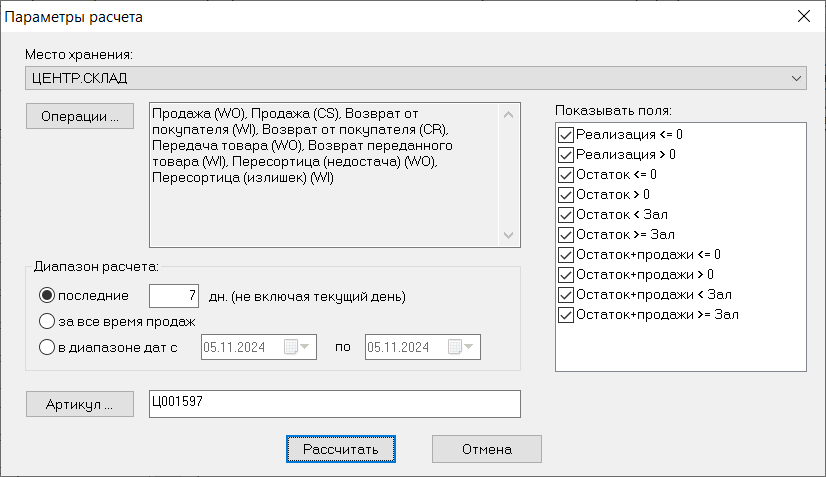 Параметры расчета
Место хранения:
ЦЕНТР.СКЛАД
Операции ...
Продажа (WO), Продажа (CS), Возврат от
покупателя (WI), Возврат от покупателя (CR),
Передача товара (WO), Возврат переданного
товара (WI), Пересортица (недостача) (WO),
Пересортица (излишек) (WI)
Показывать поля:
Реализация <= 0
Реализация > 0
Остаток <= 0
Остаток > 0
Остаток < Зал
Остаток >= Зал
Остаток+продажи <= 0
Остаток+продажи > 0
Остаток+продажи < Зал
Остаток+продажи >= Зал
Диапазон расчета:
последние 7 дн. (не включая текущий день)
за все время продаж
в диапазоне дат с 05.11.2024 по 05.11.2024
Артикул ... Ц001597
Рассчитать Отмена